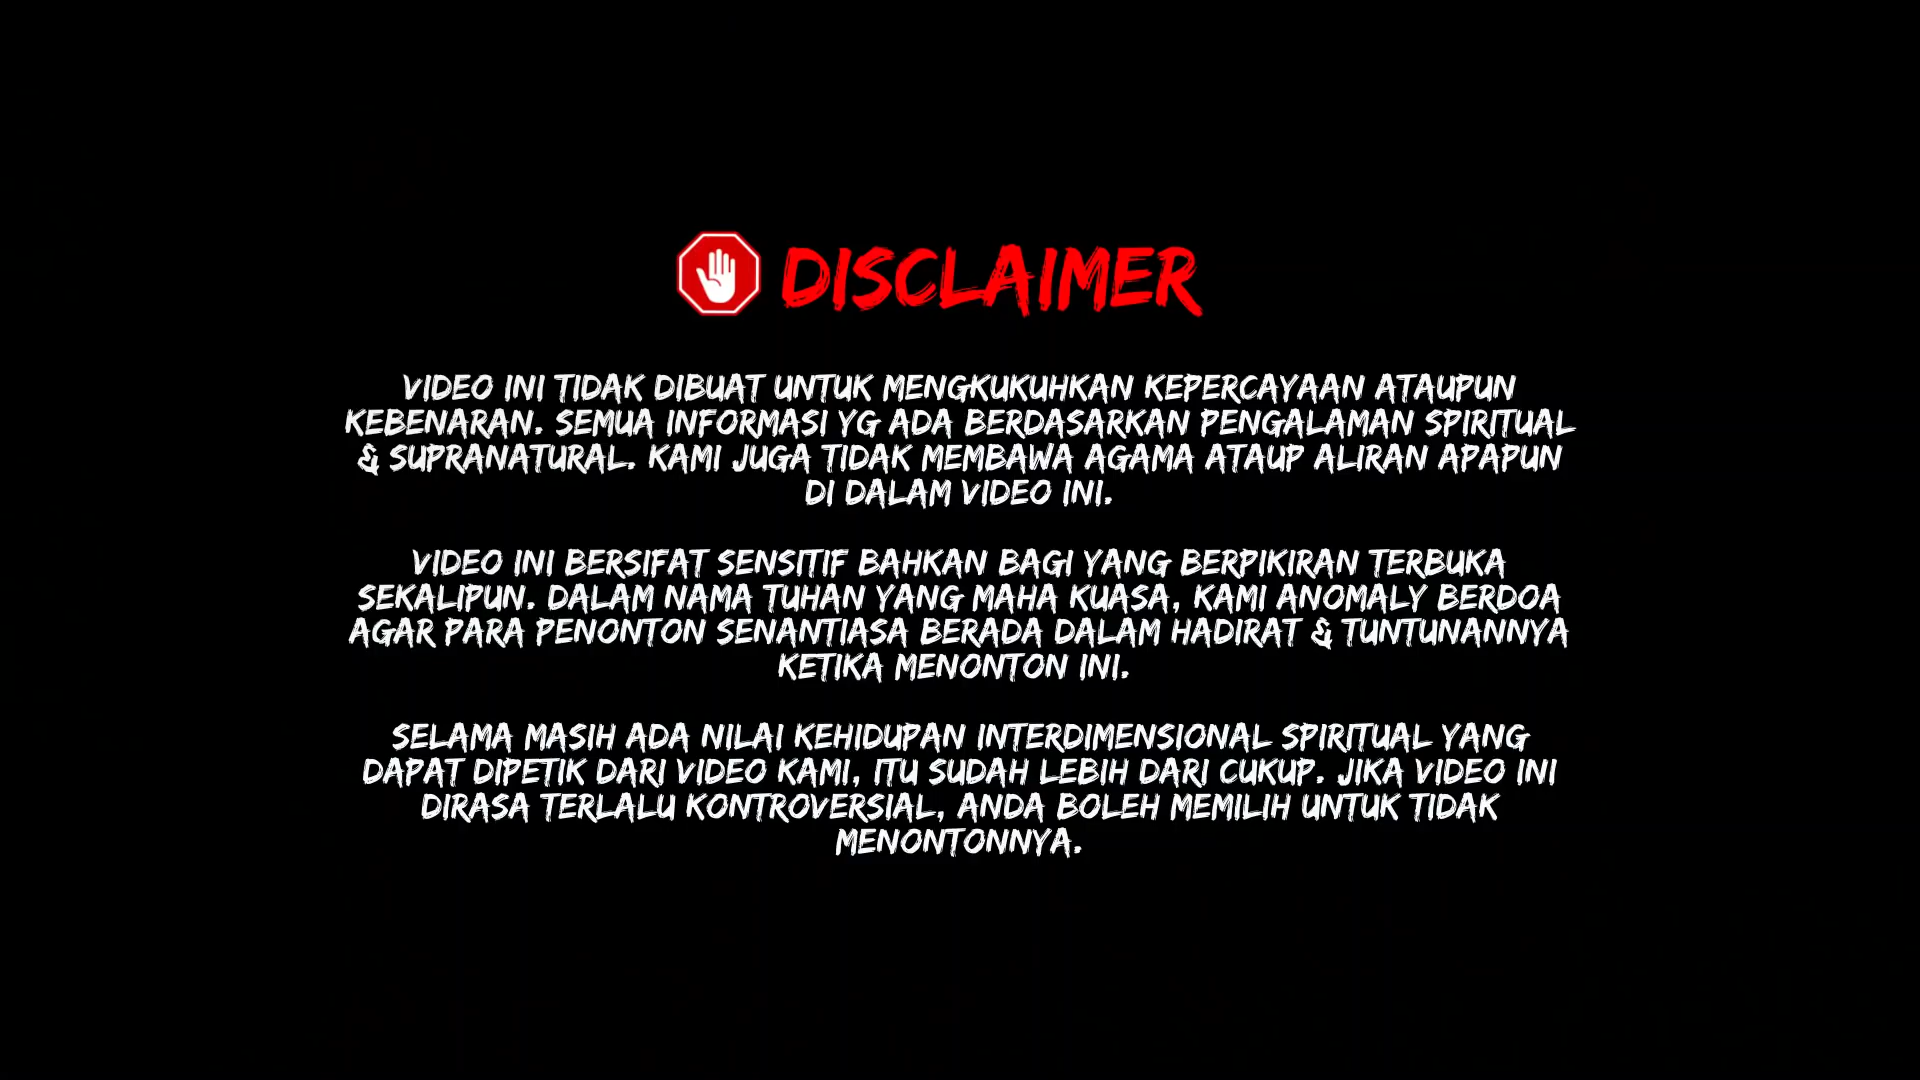 DISCLAIMER
VIDEO INI TIDAK DIBUAT UNTUK MENGKUKUHKAN KEPERCAYAAN ATAUPUN
KEBENARAN. SEMUA INFORMASI YG ADA BERDASARKAN PENGALAMAN SPIRITUAL
& SUPRANATURAL. KAMI JUGA TIDAK MEMBAWA AGAMA ATAUP ALIRAN APAPUN
DI DALAM VIDEO INI.
VIDEO INI BERSIFAT SENSITIF BAHKAN BAGI YANG BERPIKIRAN TERBUKA
SEKALIPUN. DALAM NAMA TUHAN YANG MAHA KUASA, KAMI ANOMALY BERDOA
AGAR PARA PENONTON SENANTIASA BERADA DALAM HADIRAT & TUNTUNANNYA
KETIKA MENONTON INI.
SELAMA MASIH ADA NILAI KEHIDUPAN INTERDIMENSIONAL SPIRITUAL YANG
DAPAT DIPETIK DARI VIDEO KAMI, ITU SUDAH LEBIH DARI CUKUP. JIKA VIDEO INI
DIRASA TERLALU KONTROVERSIAL, ANDA BOLEH MEMILIH UNTUK TIDAK
MENONTONNYA.